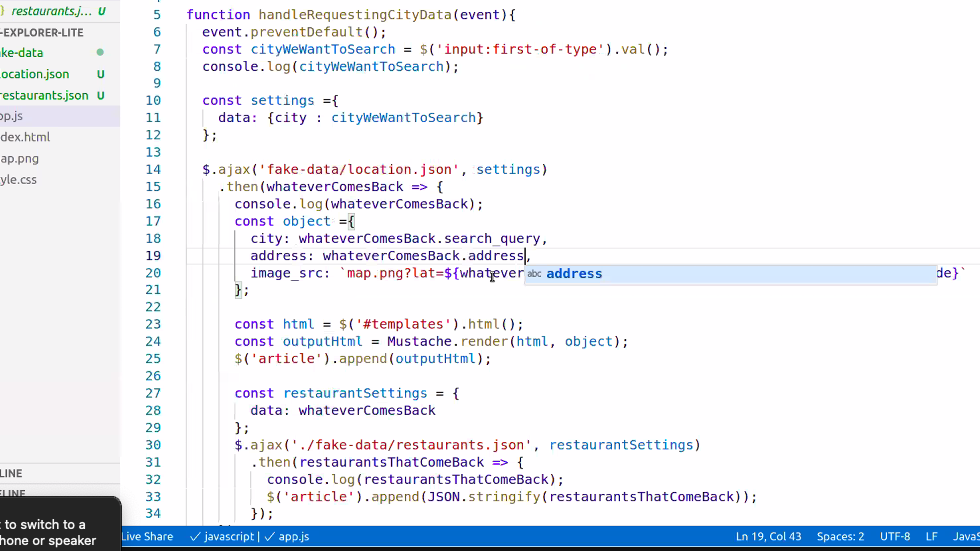 } restaurants.j... U
-EXPLORER-LITE
ke-data
ocation.json U
restaurants.json U
pp.js
dex.html
ap.png
yle.css
LINE
ELINE
t to switch to a
hone or speaker
5 function handleRequestingCityData(event){
6 event.preventDefault();
7 const cityWeWantToSearch = $('input:first-of-type').val();
8 console.log(cityWeWantToSearch);
9
10 const settings ={
11 data: {city : cityWeWantToSearch}
12 };
13
14 $.ajax('fake-data/location.json', settings)
15 .then(whateverComesBack => {
16 console.log(whateverComesBack);
17 const object ={
18 city: whateverComesBack.search_query,
19 address: whateverComesBack.address,
20 image_src: `map.png?lat=${whatever de}`
abc address
21 };
22
23 const html = $('#templates').html();
24 const outputHtml = Mustache.render(html, object);
25 $('article').append(outputHtml);
26
27 const restaurantSettings = {
28 data: whateverComesBack
29 };
30 $.ajax('./fake-data/restaurants.json', restaurantSettings)
31 .then(restaurantsThatComeBack => {
32 console.log(restaurantsThatComeBack);
33 $('article').append(JSON.stringify(restaurantsThatComeBack));
34 });
Live Share ✓ javascript | ✓ app.js Ln 19, Col 43 Spaces: 2 UTF-8 LF Javas